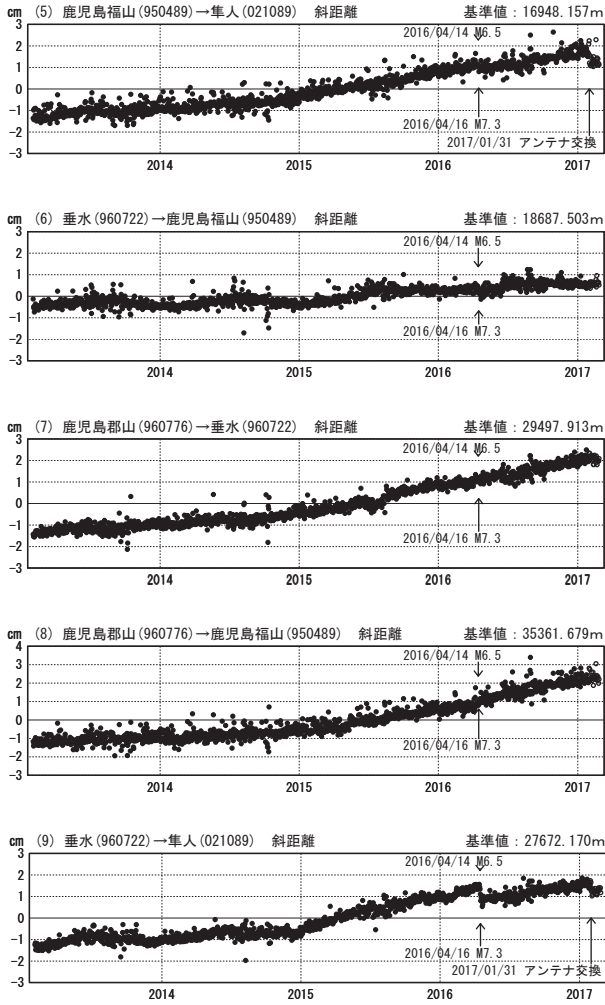 cm (5) 鹿児島福山(950489)→隼人(021089) 斜距離 基準値：16948.157m
3
2
1
0
-1
-2
-3
2016/04/14 M6.5
2016/04/16 M7.3
2017/01/31 アンテナ交換
2014 2015 2016 2017
cm (6) 垂水(960722)→鹿児島福山(950489) 斜距離 基準値：18687.503m
3
2
1
0
-1
-2
-3
2016/04/14 M6.5
2016/04/16 M7.3
2014 2015 2016 2017
cm (7) 鹿児島郡山(960776)→垂水(960722) 斜距離 基準値：29497.913m
3
2
1
0
-1
-2
-3
2016/04/14 M6.5
2016/04/16 M7.3
2014 2015 2016 2017
cm (8) 鹿児島郡山(960776)→鹿児島福山(950489) 斜距離 基準値：35361.679m
4
3
2
1
0
-1
-2
-3
2016/04/14 M6.5
2016/04/16 M7.3
2014 2015 2016 2017
cm (9) 垂水(960722)→隼人(021089) 斜距離 基準値：27672.170m
3
2
1
0
-1
-2
-3
2016/04/14 M6.5
2016/04/16 M7.3
2017/01/31 アンテナ交換
2014 2015 2016 2017